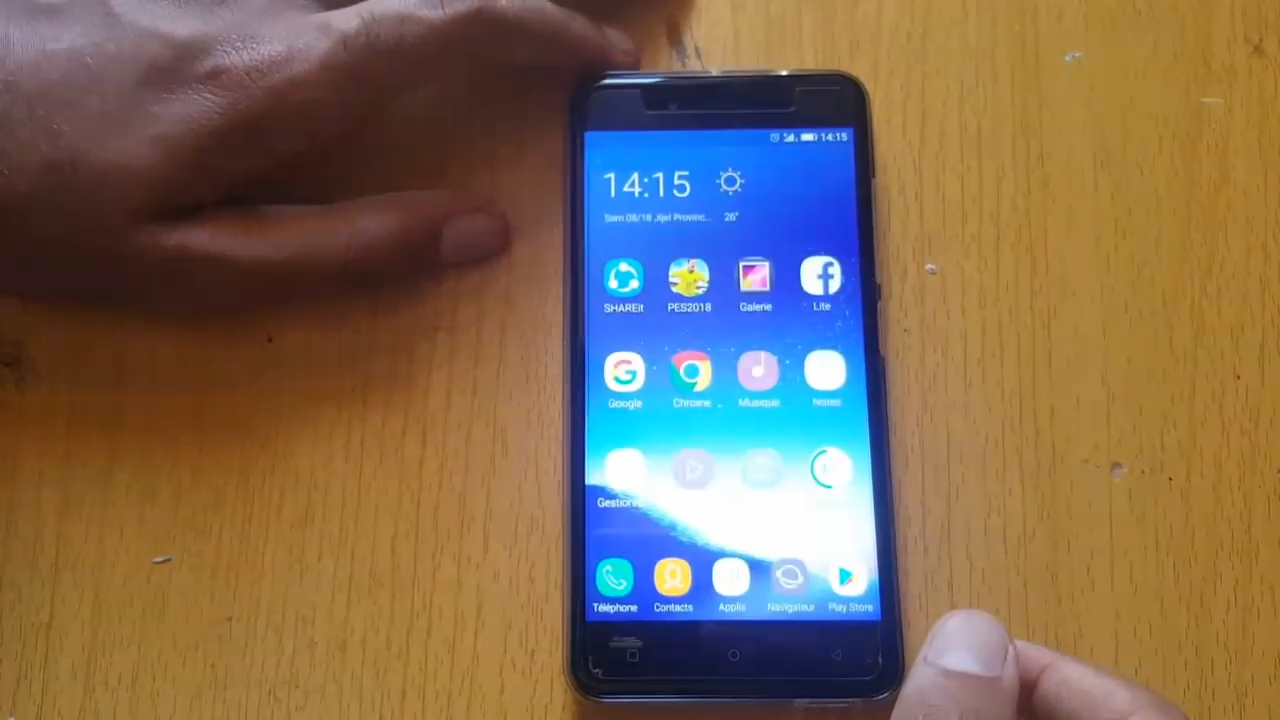 14:15
14:15
Sam 08/18 Jijel Provinc... 26°
SHAREit PES2018 Galerie Lite
Google Chrome Musique Notes
Téléphone Contacts Applis Navigateur Play Store